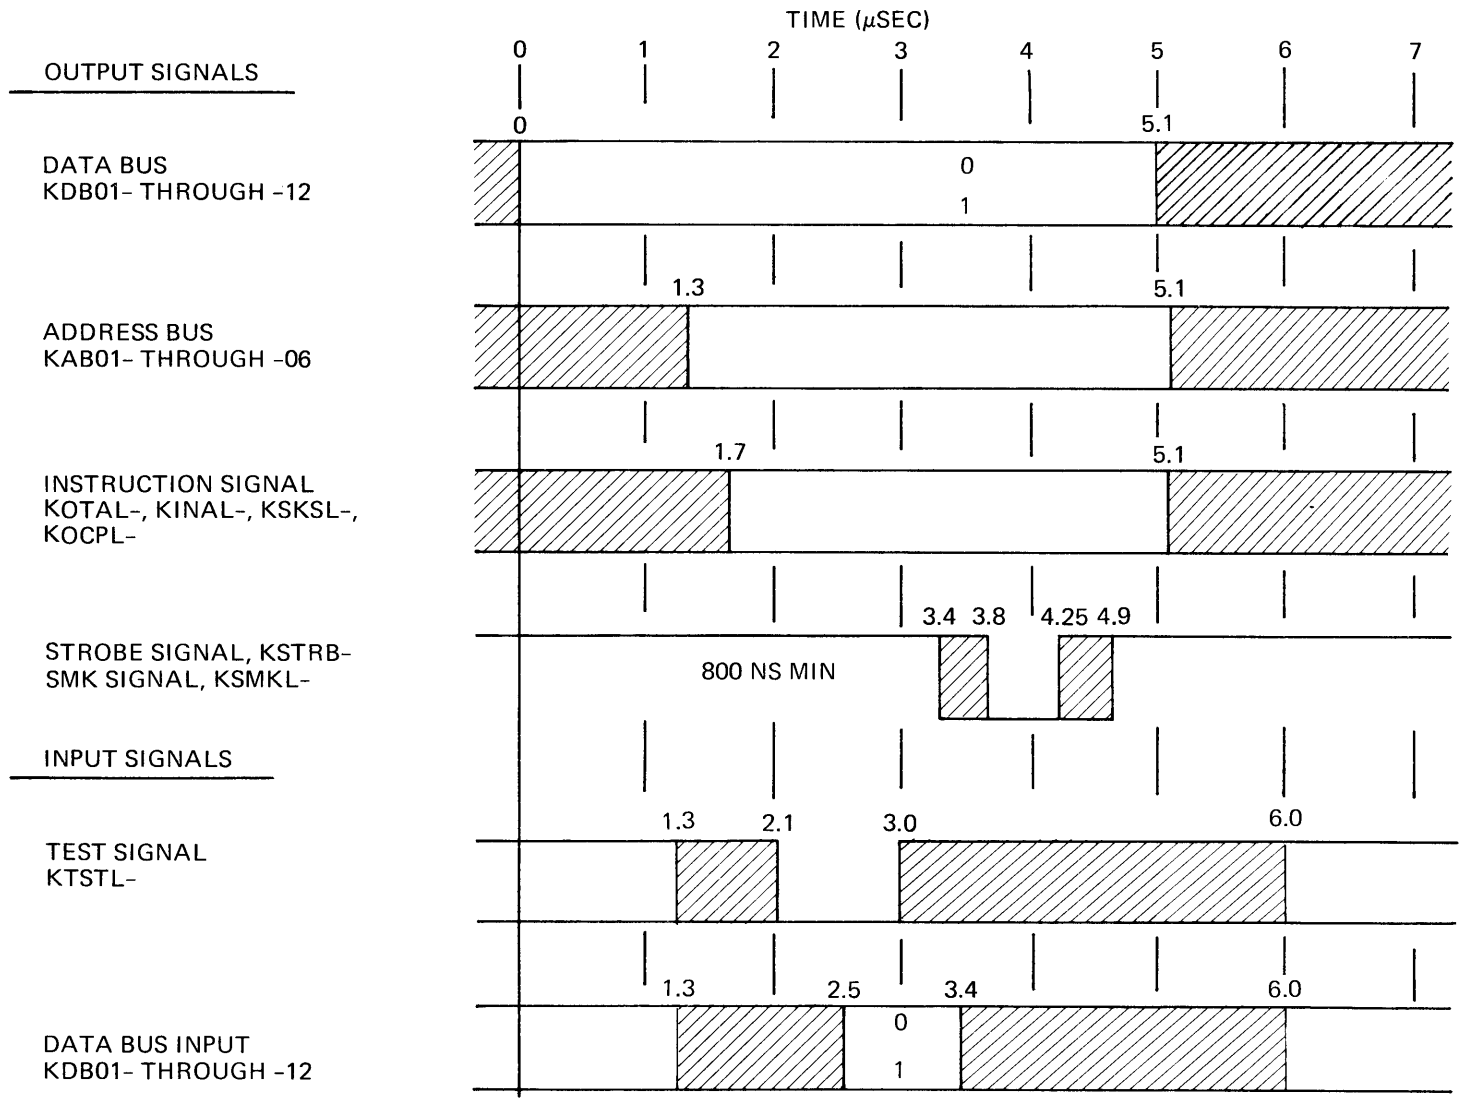 TIME (μSEC)
0 1 2 3 4 5 6 7
OUTPUT SIGNALS
0 5.1
DATA BUS
KDB01- THROUGH -12
0
1
1.3 5.1
ADDRESS BUS
KAB01- THROUGH -06
1.7 5.1
INSTRUCTION SIGNAL
KOTAL-, KINAL-, KSKSL-,
KOCPL-
3.4 3.8 4.25 4.9
STROBE SIGNAL, KSTRB-
SMK SIGNAL, KSMKL-
800 NS MIN
INPUT SIGNALS
1.3 2.1 3.0 6.0
TEST SIGNAL
KTSTL-
1.3 2.5 3.4 6.0
DATA BUS INPUT
KDB01- THROUGH -12
0
1